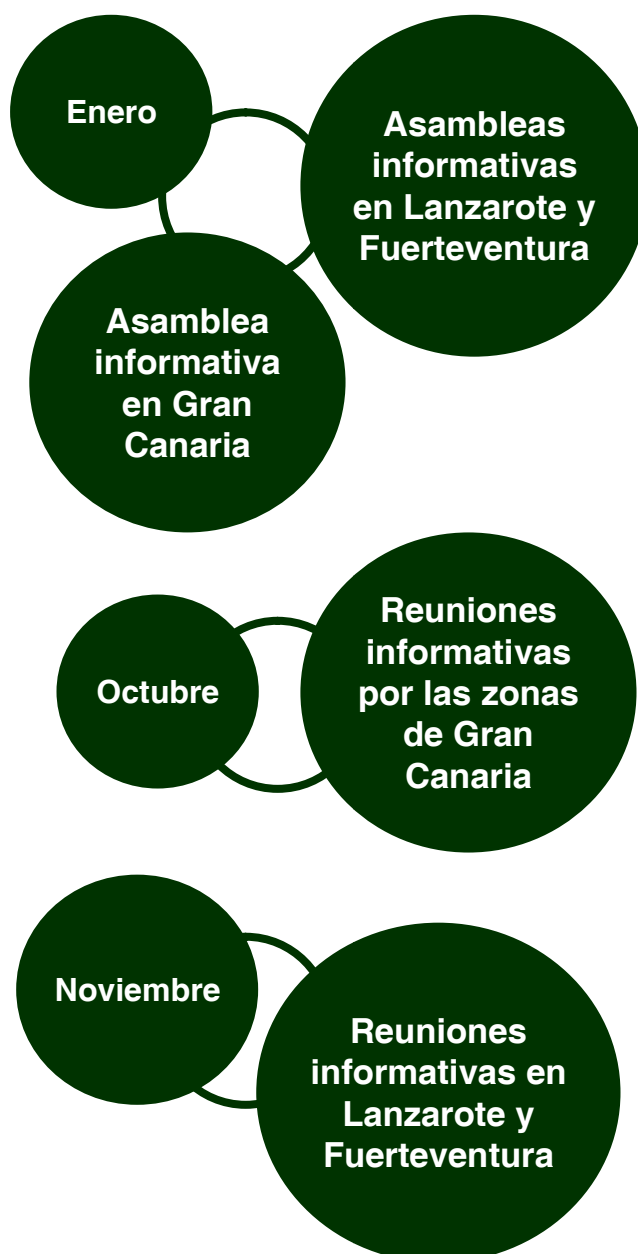 Enero
Asambleas
informativas
en Lanzarote y
Fuerteventura
Asamblea
informativa
en Gran
Canaria
Octubre
Reuniones
informativas
por las zonas
de Gran
Canaria
Noviembre
Reuniones
informativas en
Lanzarote y
Fuerteventura